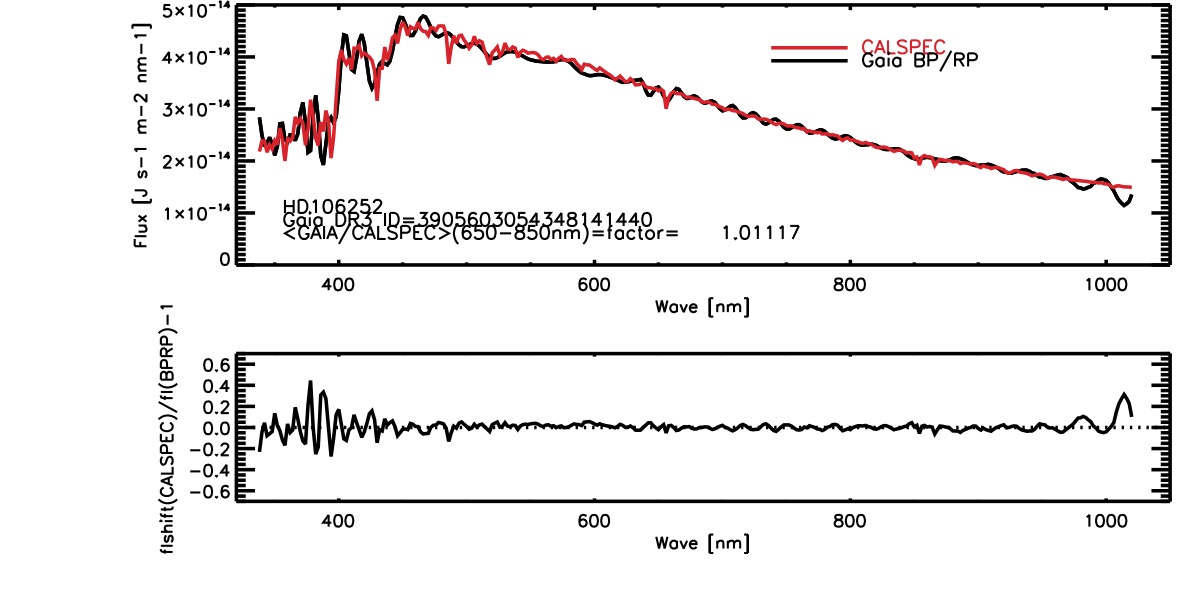 5×10⁻¹⁴
4×10⁻¹⁴
3×10⁻¹⁴
2×10⁻¹⁴
1×10⁻¹⁴
0
Flux [J s−1 m−2 nm−1]
CALSPEC
Gaia BP/RP
HD106252
Gaia DR3 ID=3905603054348141440
<GAIA/CALSPEC>(650−850nm)=factor= 1.01117
400 600 800 1000
Wave [nm]
flshift(CALSPEC)/fl(BPRP)−1
0.6
0.4
0.2
0.0
−0.2
−0.4
−0.6
400 600 800 1000
Wave [nm]